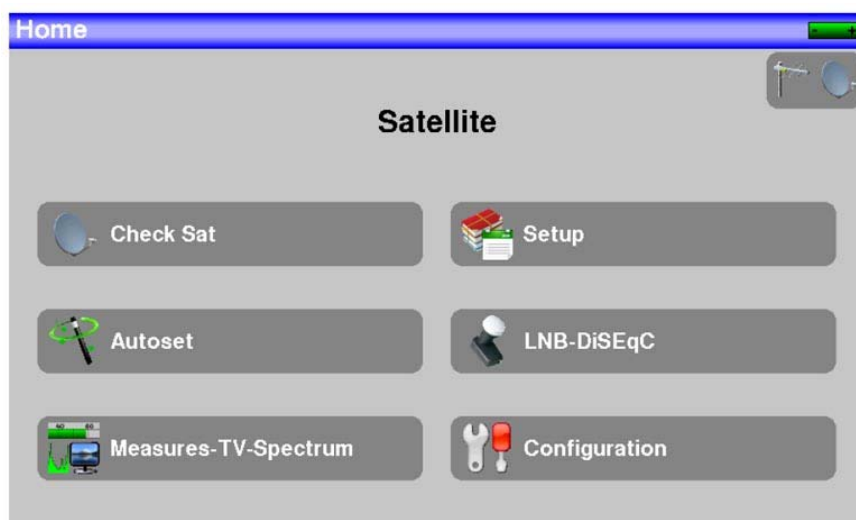 Home
Satellite
Check Sat
Setup
Autoset
LNB-DiSEqC
Measures-TV-Spectrum
Configuration